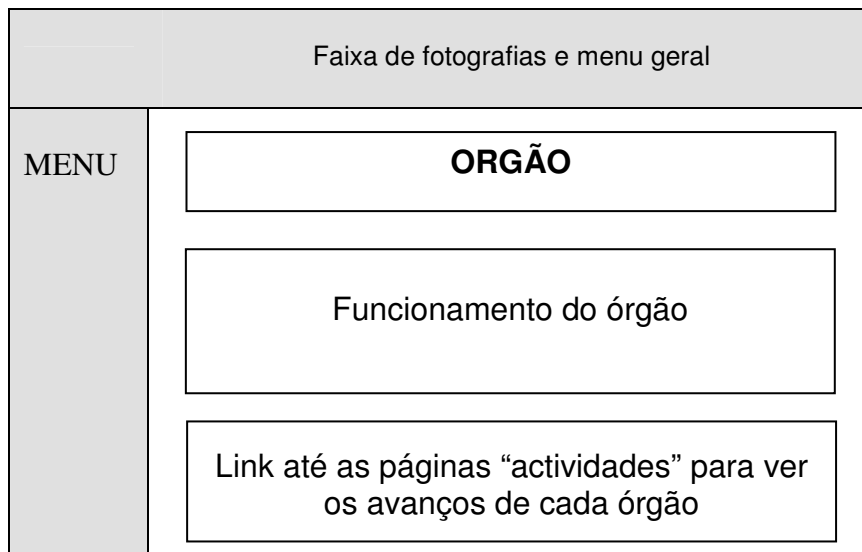 Faixa de fotografias e menu geral
MENU
ORGÃO
Funcionamento do órgão
Link até as páginas “actividades” para ver
os avanços de cada órgão